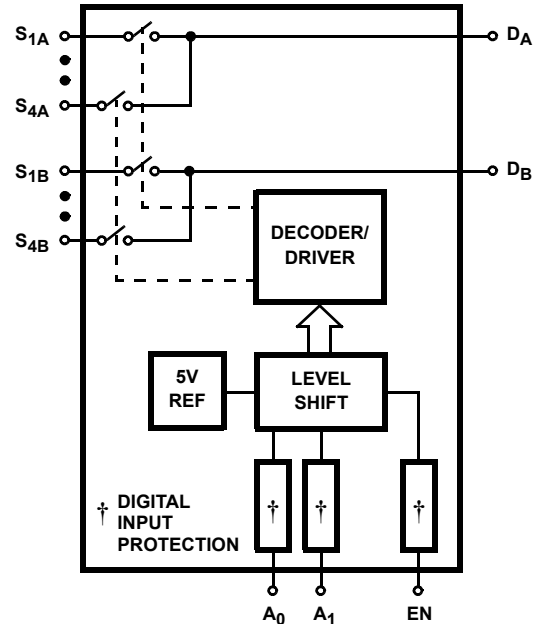 S1A
DA
S4A
S1B
DB
S4B
DECODER/
DRIVER
5V
REF
LEVEL
SHIFT
† DIGITAL
INPUT
PROTECTION
†
†
†
A0
A1
EN